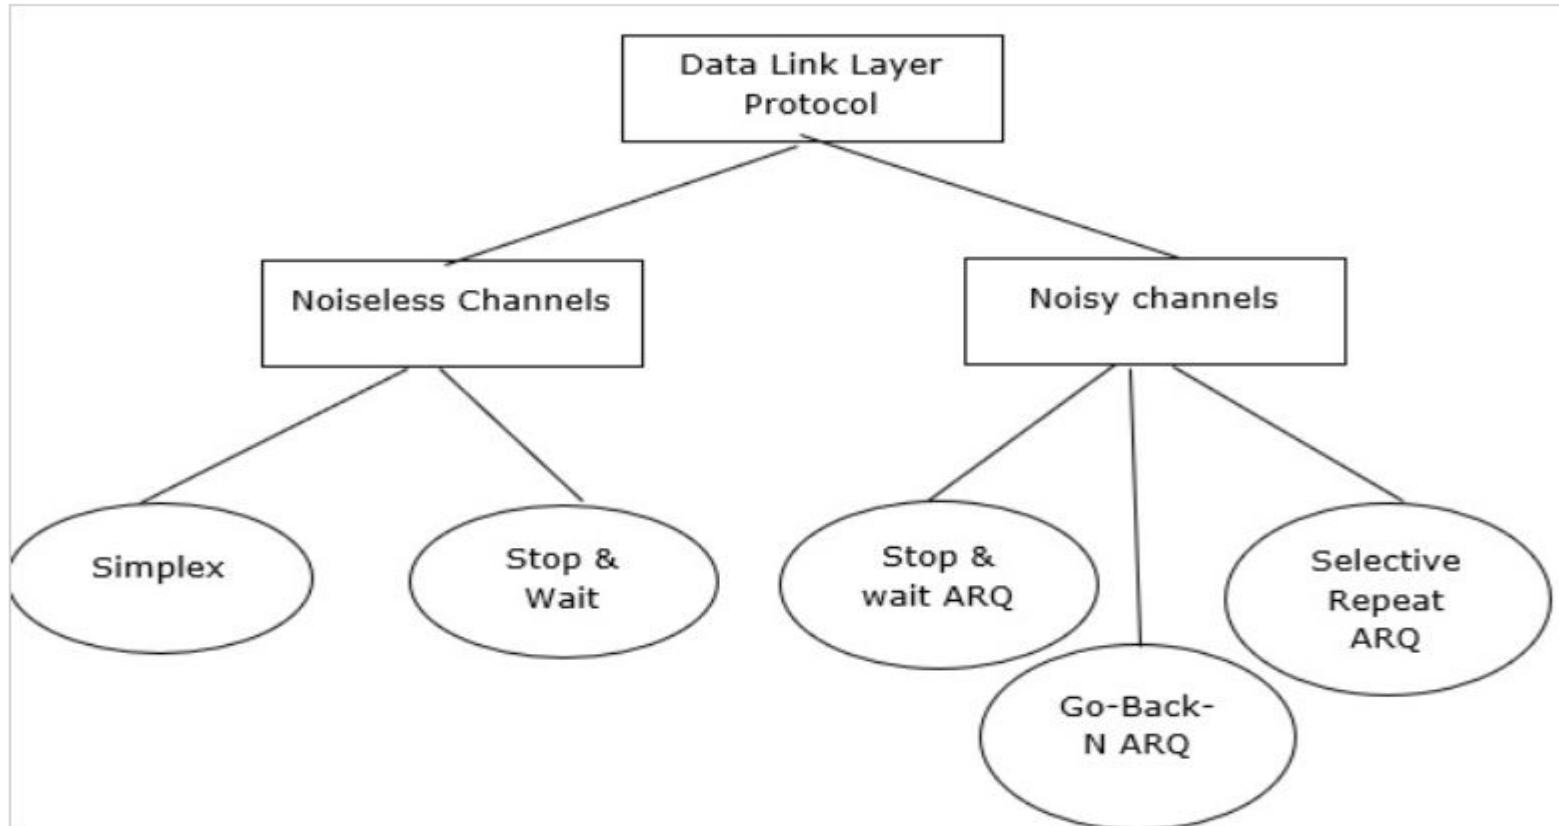 Data Link Layer
Protocol
Noiseless Channels
Noisy channels
Simplex
Stop &
Wait
Stop &
wait ARQ
Go-Back-
N ARQ
Selective
Repeat
ARQ